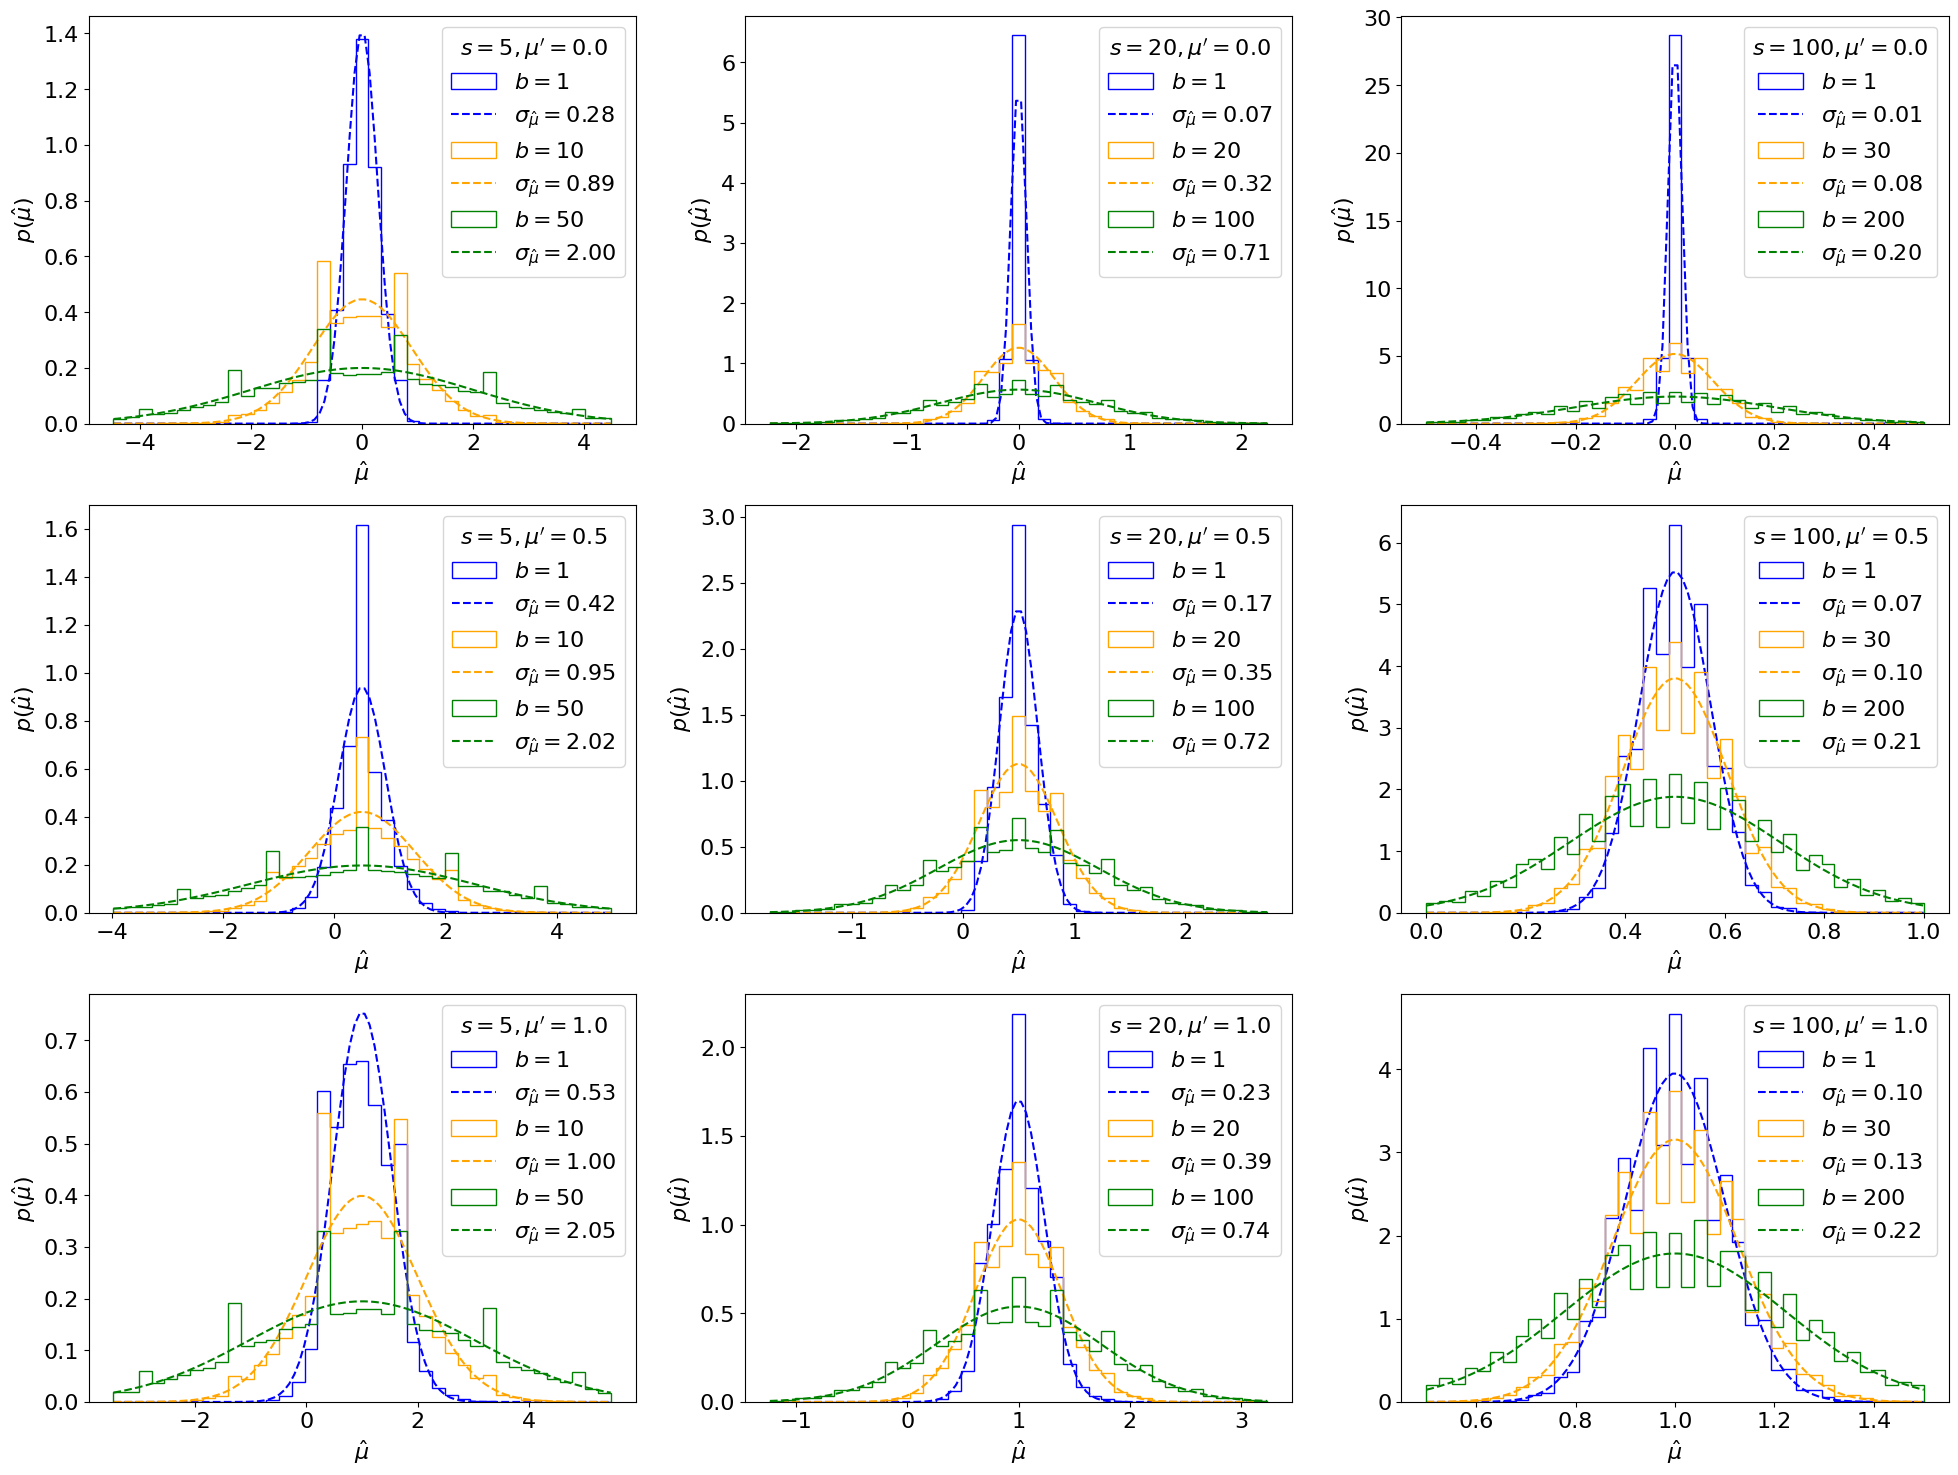 s = 5, μ′ = 0.0
b = 1
σ_μ̂ = 0.28
b = 10
σ_μ̂ = 0.89
b = 50
σ_μ̂ = 2.00
p(μ̂)
1.4
1.2
1.0
0.8
0.6
0.4
0.2
0.0
−4 −2 0 2 4
μ̂
s = 20, μ′ = 0.0
b = 1
σ_μ̂ = 0.07
b = 20
σ_μ̂ = 0.32
b = 100
σ_μ̂ = 0.71
p(μ̂)
6
5
4
3
2
1
0
−2 −1 0 1 2
μ̂
s = 100, μ′ = 0.0
b = 1
σ_μ̂ = 0.01
b = 30
σ_μ̂ = 0.08
b = 200
σ_μ̂ = 0.20
p(μ̂)
30
25
20
15
10
5
0
−0.4 −0.2 0.0 0.2 0.4
μ̂
s = 5, μ′ = 0.5
b = 1
σ_μ̂ = 0.42
b = 10
σ_μ̂ = 0.95
b = 50
σ_μ̂ = 2.02
p(μ̂)
1.6
1.4
1.2
1.0
0.8
0.6
0.4
0.2
0.0
−4 −2 0 2 4
μ̂
s = 20, μ′ = 0.5
b = 1
σ_μ̂ = 0.17
b = 20
σ_μ̂ = 0.35
b = 100
σ_μ̂ = 0.72
p(μ̂)
3.0
2.5
2.0
1.5
1.0
0.5
0.0
−1 0 1 2
μ̂
s = 100, μ′ = 0.5
b = 1
σ_μ̂ = 0.07
b = 30
σ_μ̂ = 0.10
b = 200
σ_μ̂ = 0.21
p(μ̂)
6
5
4
3
2
1
0
0.0 0.2 0.4 0.6 0.8 1.0
μ̂
s = 5, μ′ = 1.0
b = 1
σ_μ̂ = 0.53
b = 10
σ_μ̂ = 1.00
b = 50
σ_μ̂ = 2.05
p(μ̂)
0.7
0.6
0.5
0.4
0.3
0.2
0.1
0.0
−2 0 2 4
μ̂
s = 20, μ′ = 1.0
b = 1
σ_μ̂ = 0.23
b = 20
σ_μ̂ = 0.39
b = 100
σ_μ̂ = 0.74
p(μ̂)
2.0
1.5
1.0
0.5
0.0
−1 0 1 2 3
μ̂
s = 100, μ′ = 1.0
b = 1
σ_μ̂ = 0.10
b = 30
σ_μ̂ = 0.13
b = 200
σ_μ̂ = 0.22
p(μ̂)
4
3
2
1
0
0.6 0.8 1.0 1.2 1.4
μ̂